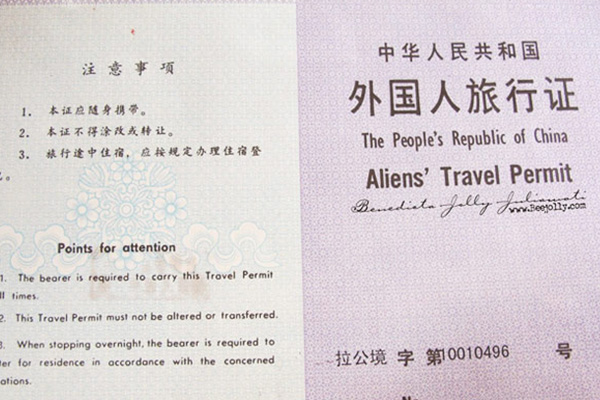 注意事項
1. 本证应随身携带。
2. 本证不得涂改或转让。
3. 旅行途中住宿，应按规定办理住宿登
。
Points for attention
1. The bearer is required to carry this Travel Permit
ll times.
2. This Travel Permit must not be altered or transferred.
3. When stopping overnight, the bearer is required to
ter for residence in accordance with the concerned
ations.
中华人民共和国
外国人旅行证
The People's Republic of China
Aliens' Travel Permit
Benedicta Jolly Juliawati
www.Beejolly.com
拉公境 字 第10010496 号